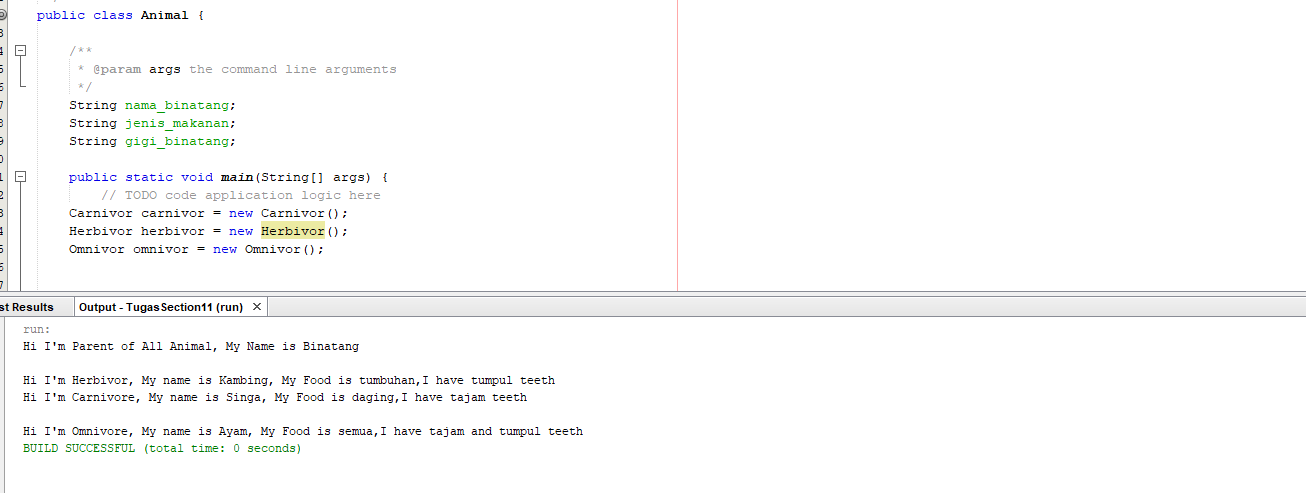 public class Animal {
/**
* @param args the command line arguments
*/
String nama_binatang;
String jenis_makanan;
String gigi_binatang;
public static void main(String[] args) {
// TODO code application logic here
Carnivor carnivor = new Carnivor();
Herbivor herbivor = new Herbivor();
Omnivor omnivor = new Omnivor();
st Results Output - TugasSection11 (run) ×
run:
Hi I'm Parent of All Animal, My Name is Binatang
Hi I'm Herbivor, My name is Kambing, My Food is tumbuhan,I have tumpul teeth
Hi I'm Carnivore, My name is Singa, My Food is daging,I have tajam teeth
Hi I'm Omnivore, My name is Ayam, My Food is semua,I have tajam and tumpul teeth
BUILD SUCCESSFUL (total time: 0 seconds)